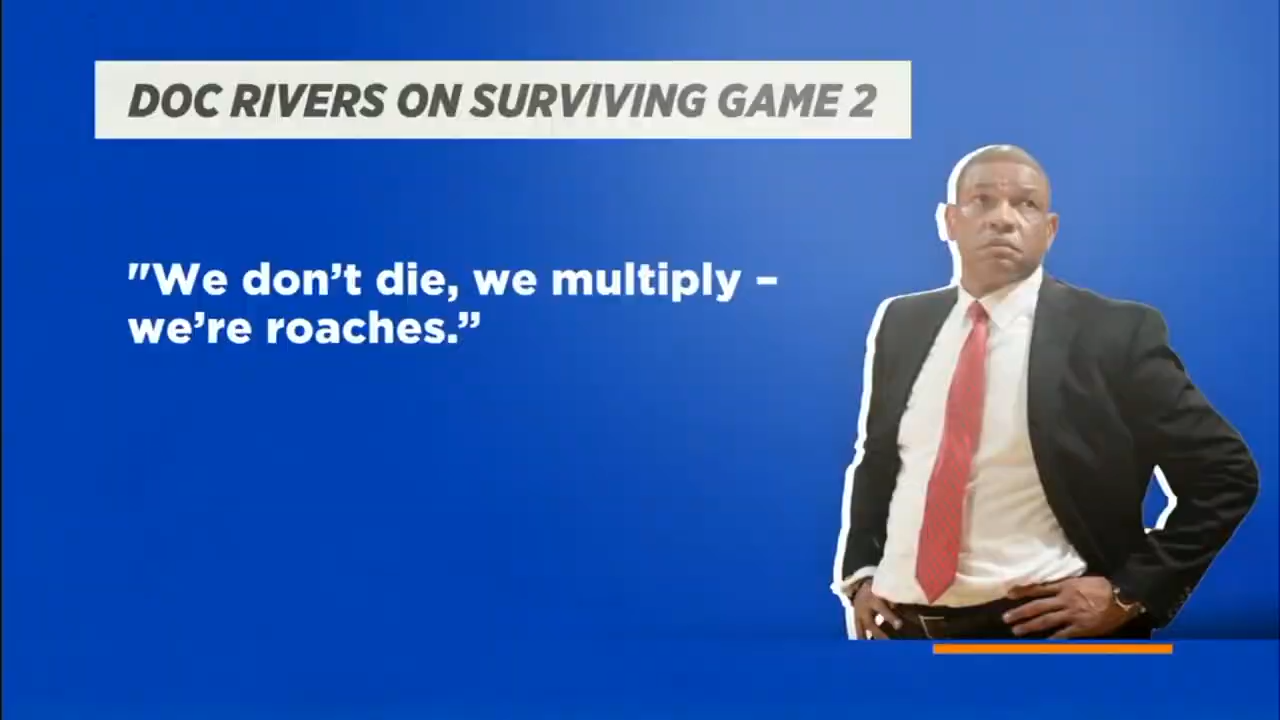 DOC RIVERS ON SURVIVING GAME 2
"We don’t die, we multiply –
we’re roaches.”